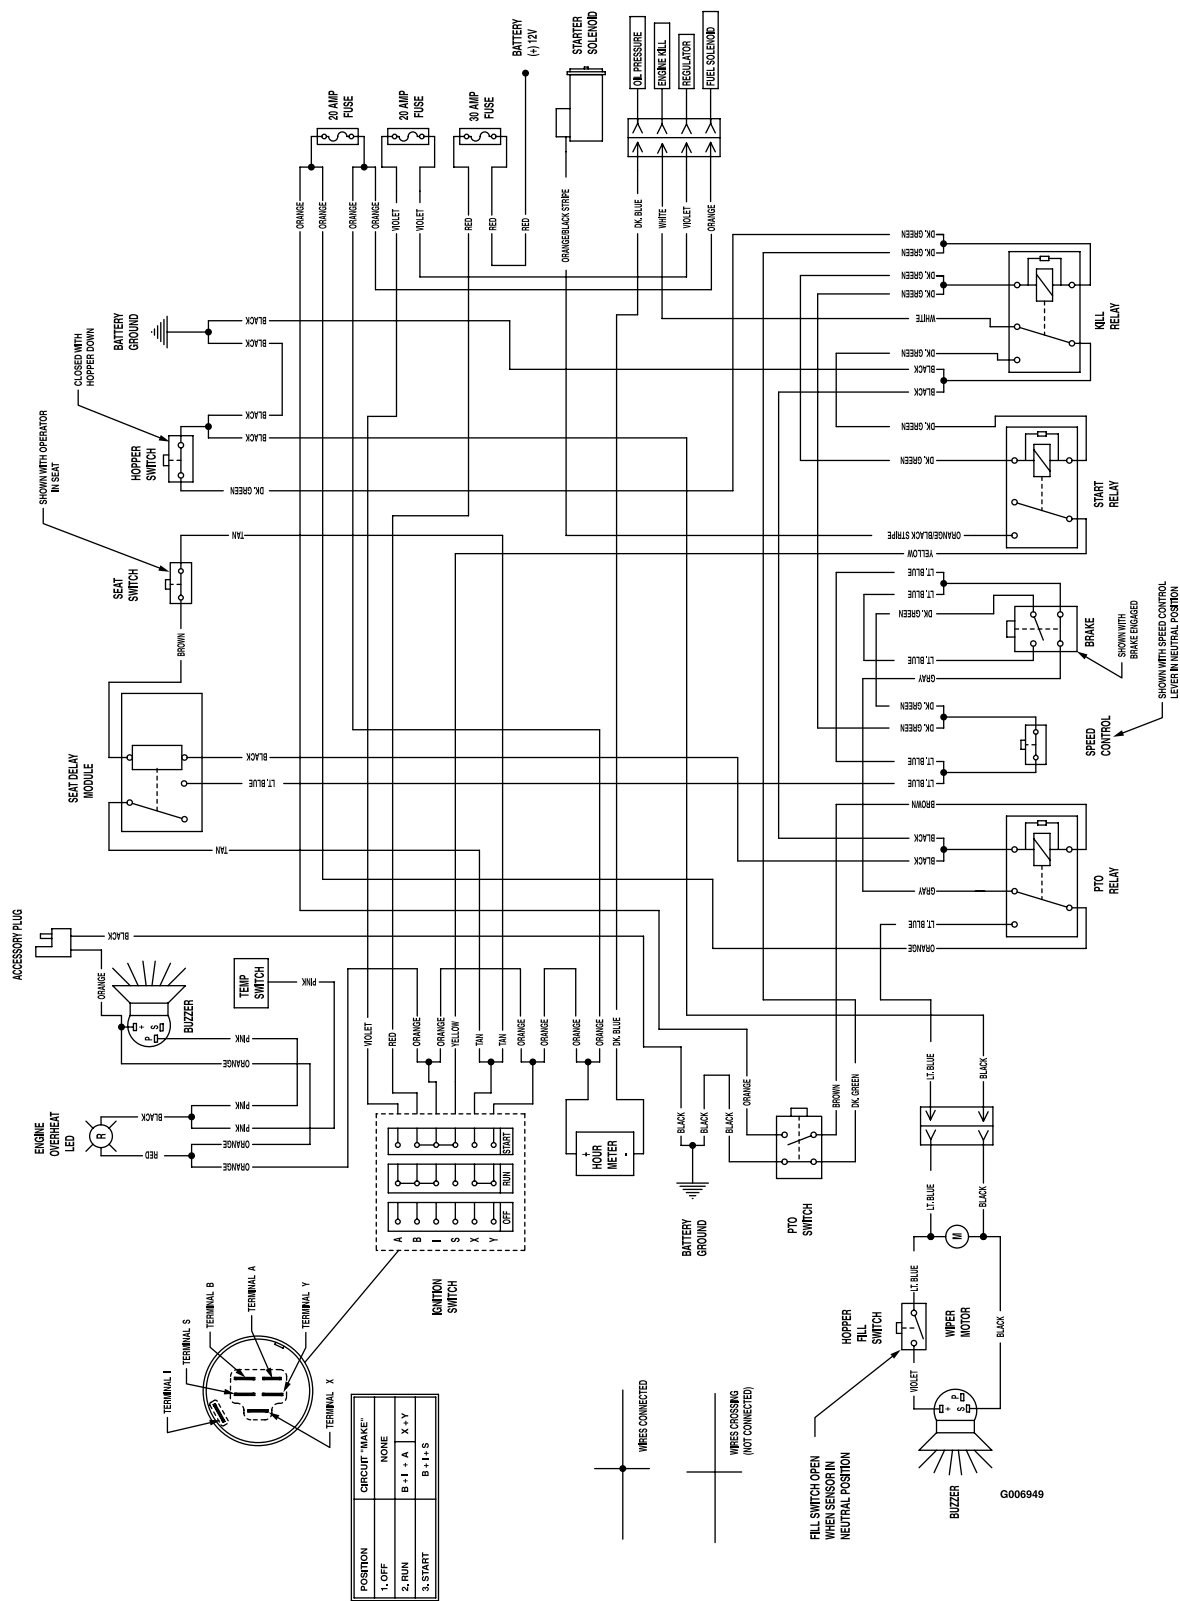 BATTERY
(+) 12V
STARTER
SOLENOID
OIL PRESSURE
ENGINE KILL
REGULATOR
FUEL SOLENOID
20 AMP
FUSE
20 AMP
FUSE
30 AMP
FUSE
ORANGE
ORANGE
ORANGE
ORANGE
VIOLET
VIOLET
RED
RED
RED
ORANGE/BLACK STRIPE
DK. BLUE
WHITE
VIOLET
ORANGE
BATTERY
GROUND
BLACK
BLACK
CLOSED WITH
HOPPER DOWN
BLACK
BLACK
HOPPER
SWITCH
DK. GREEN
SHOWN WITH OPERATOR
IN SEAT
TAN
SEAT
SWITCH
BROWN
SEAT DELAY
MODULE
BLACK
LT. BLUE
TAN
DK. GREEN
DK. GREEN
DK. GREEN
DK. GREEN
WHITE
DK. GREEN
BLACK
BLACK
KILL
RELAY
DK. GREEN
DK. GREEN
START
RELAY
ORANGE/BLACK STRIPE
YELLOW
LT. BLUE
LT. BLUE
DK. GREEN
LT. BLUE
GRAY
BRAKE
SHOWN WITH
BRAKE ENGAGED
DK. GREEN
DK. GREEN
LT. BLUE
LT. BLUE
SPEED
CONTROL
SHOWN WITH SPEED CONTROL
LEVER IN NEUTRAL POSITION
BROWN
BLACK
BLACK
GRAY
LT. BLUE
ORANGE
PTO
RELAY
ACCESSORY PLUG
BLACK
ORANGE
BUZZER
+
S
P
TEMP
SWITCH
PINK
PINK
ORANGE
ENGINE
OVERHEAT
LED
R
BLACK
RED
PINK
PINK
ORANGE
ORANGE
VIOLET
RED
ORANGE
ORANGE
YELLOW
TAN
TAN
ORANGE
ORANGE
ORANGE
ORANGE
DK. BLUE
START
RUN
OFF
A
B
I
S
X
Y
IGNITION
SWITCH
+
HOUR
METER
-
BLACK
BLACK
BLACK
BATTERY
GROUND
ORANGE
BROWN
DK. GREEN
PTO
SWITCH
LT. BLUE
BLACK
LT. BLUE
BLACK
M
WIPER
MOTOR
LT. BLUE
HOPPER
FILL
SWITCH
VIOLET
BLACK
+
S
P
BUZZER
FILL SWITCH OPEN
WHEN SENSOR IN
NEUTRAL POSITION
TERMINAL I
TERMINAL S
TERMINAL B
TERMINAL A
TERMINAL Y
TERMINAL X
POSITION CIRCUIT "MAKE"
1. OFF NONE
2. RUN B + I + A X + Y
3. START B + I + S
WIRES CONNECTED
WIRES CROSSING
(NOT CONNECTED)
G006949